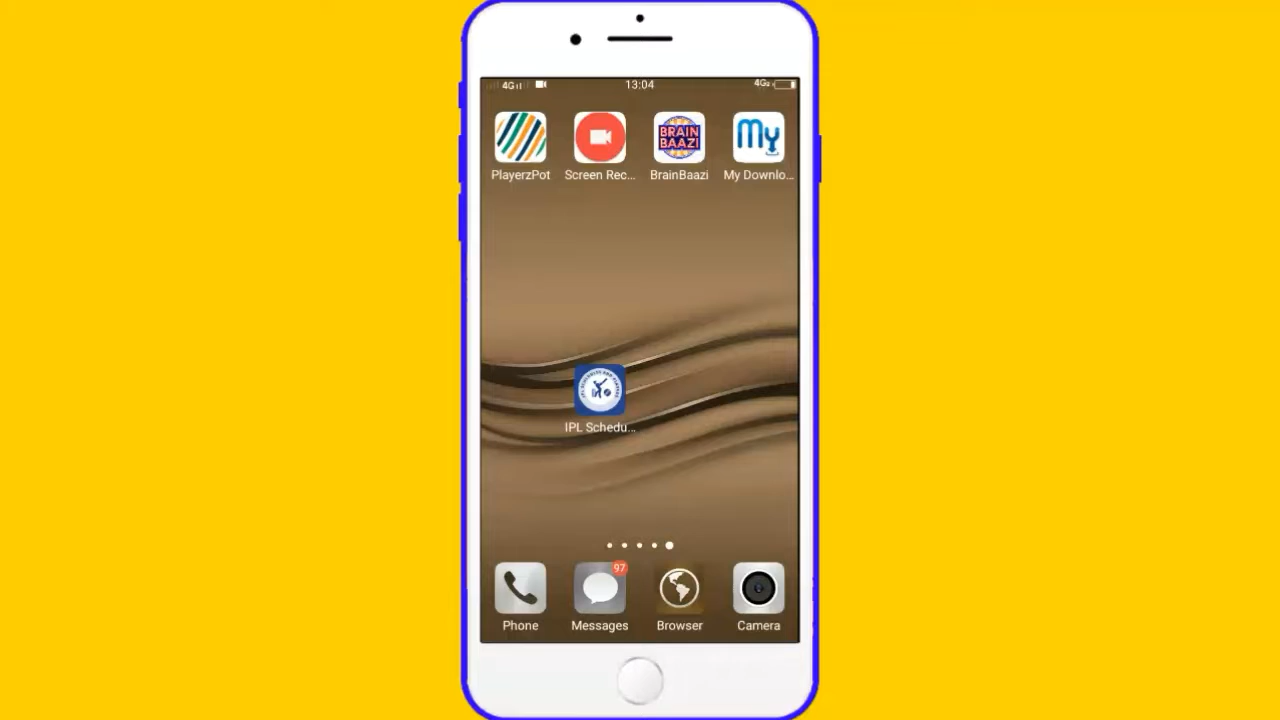 4G 13:04 4G
BRAIN
BAAZI
My
PlayerzPot Screen Rec... BrainBaazi My Downlo...
IPL Schedu...
97
Phone Messages Browser Camera